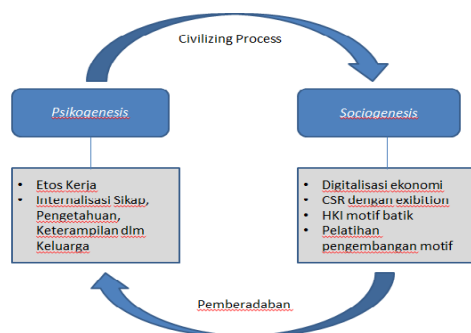 Civilizing Process
Psikogenesis
Sociogenesis
• Etos Kerja
• Internalisasi Sikap,
Pengetahuan,
Keterampilan dlm
Keluarga
• Digitalisasi ekonomi
• CSR dengan exibition
• HKI motif batik
• Pelatihan
pengembangan motif
Pemberadaban